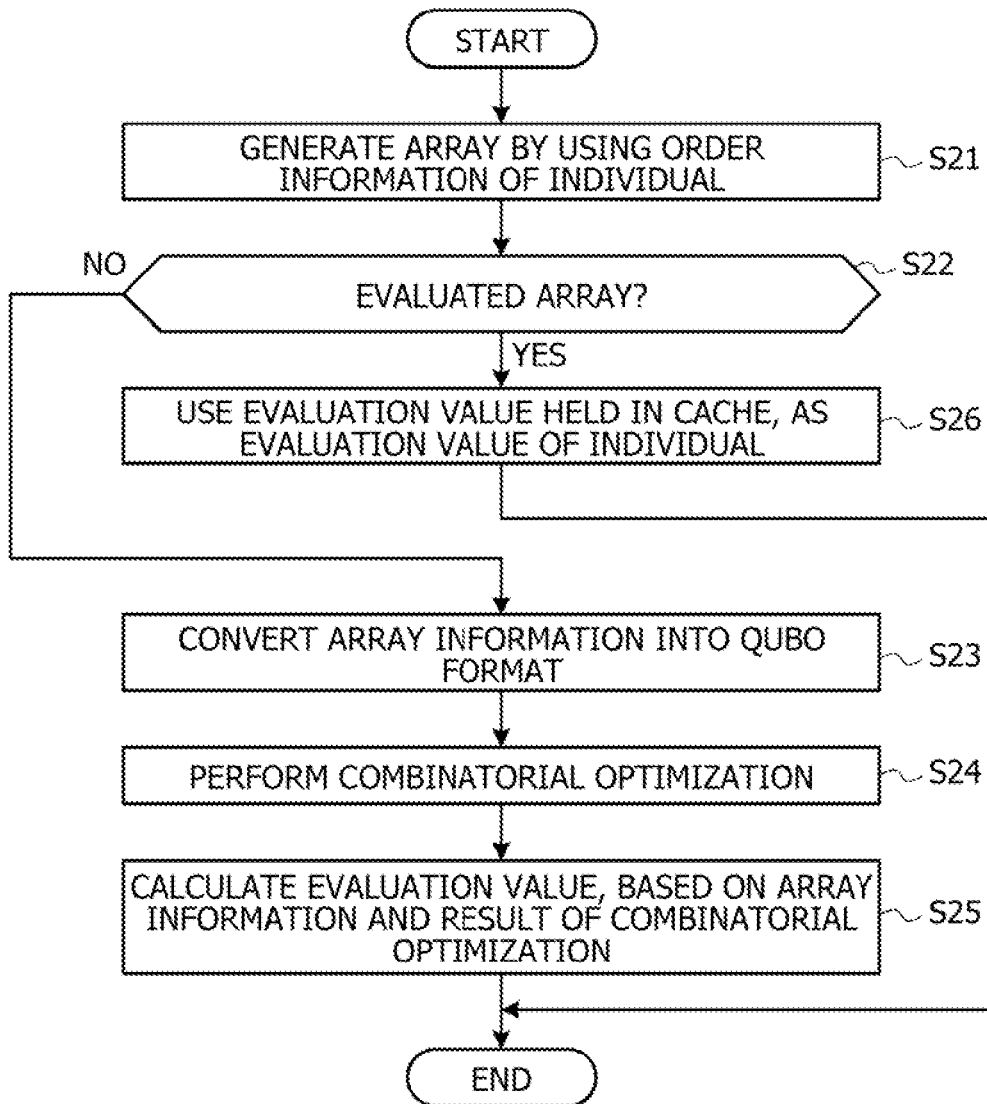 START
GENERATE ARRAY BY USING ORDER
INFORMATION OF INDIVIDUAL
S21
NO
S22
EVALUATED ARRAY?
YES
USE EVALUATION VALUE HELD IN CACHE, AS
EVALUATION VALUE OF INDIVIDUAL
S26
CONVERT ARRAY INFORMATION INTO QUBO
FORMAT
S23
PERFORM COMBINATORIAL OPTIMIZATION
S24
CALCULATE EVALUATION VALUE, BASED ON ARRAY
INFORMATION AND RESULT OF COMBINATORIAL
OPTIMIZATION
S25
END